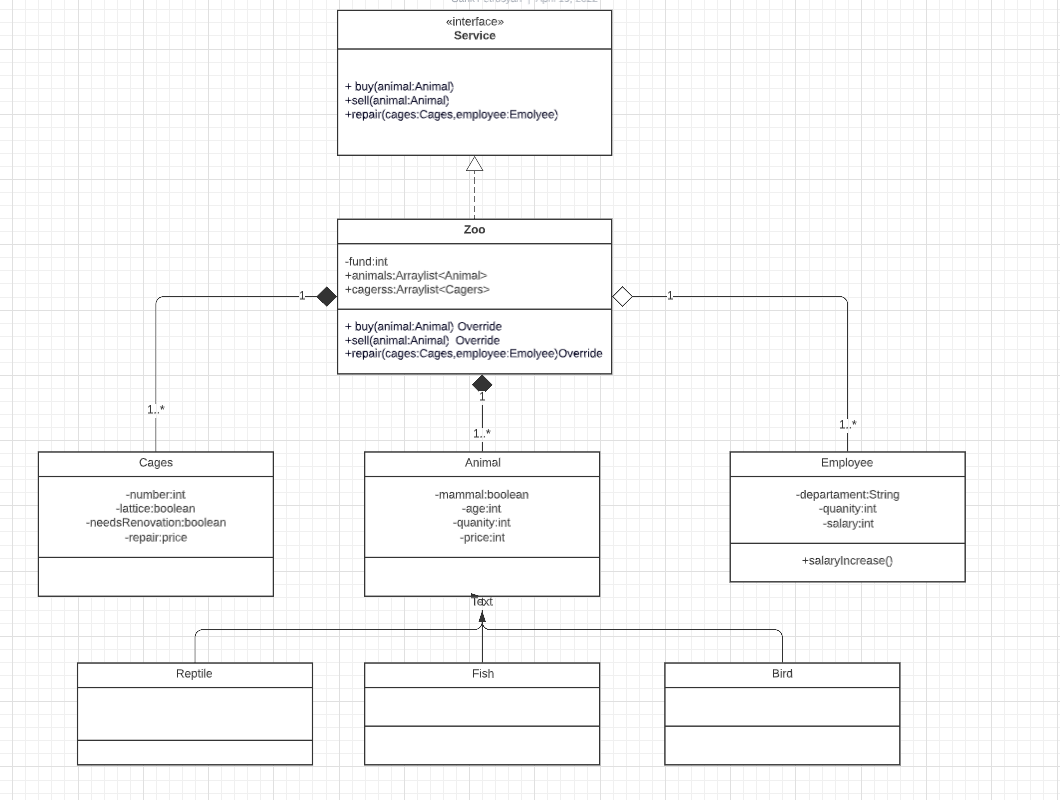 «interface»
Service
+ buy(animal:Animal)
+sell(animal:Animal)
+repair(cages:Cages,employee:Emolyee)
Zoo
-fund:int
+animals:Arraylist<Animal>
+cagerss:Arraylist<Cagers>
1
1
+ buy(animal:Animal) Override
+sell(animal:Animal) Override
+repair(cages:Cages,employee:Emolyee)Override
1
1..*
1..*
1..*
Cages
-number:int
-lattice:boolean
-needsRenovation:boolean
-repair:price
Animal
-mammal:boolean
-age:int
-quanity:int
-price:int
Employee
-departament:String
-quanity:int
-salary:int
+salaryIncrease()
Text
Reptile
Fish
Bird